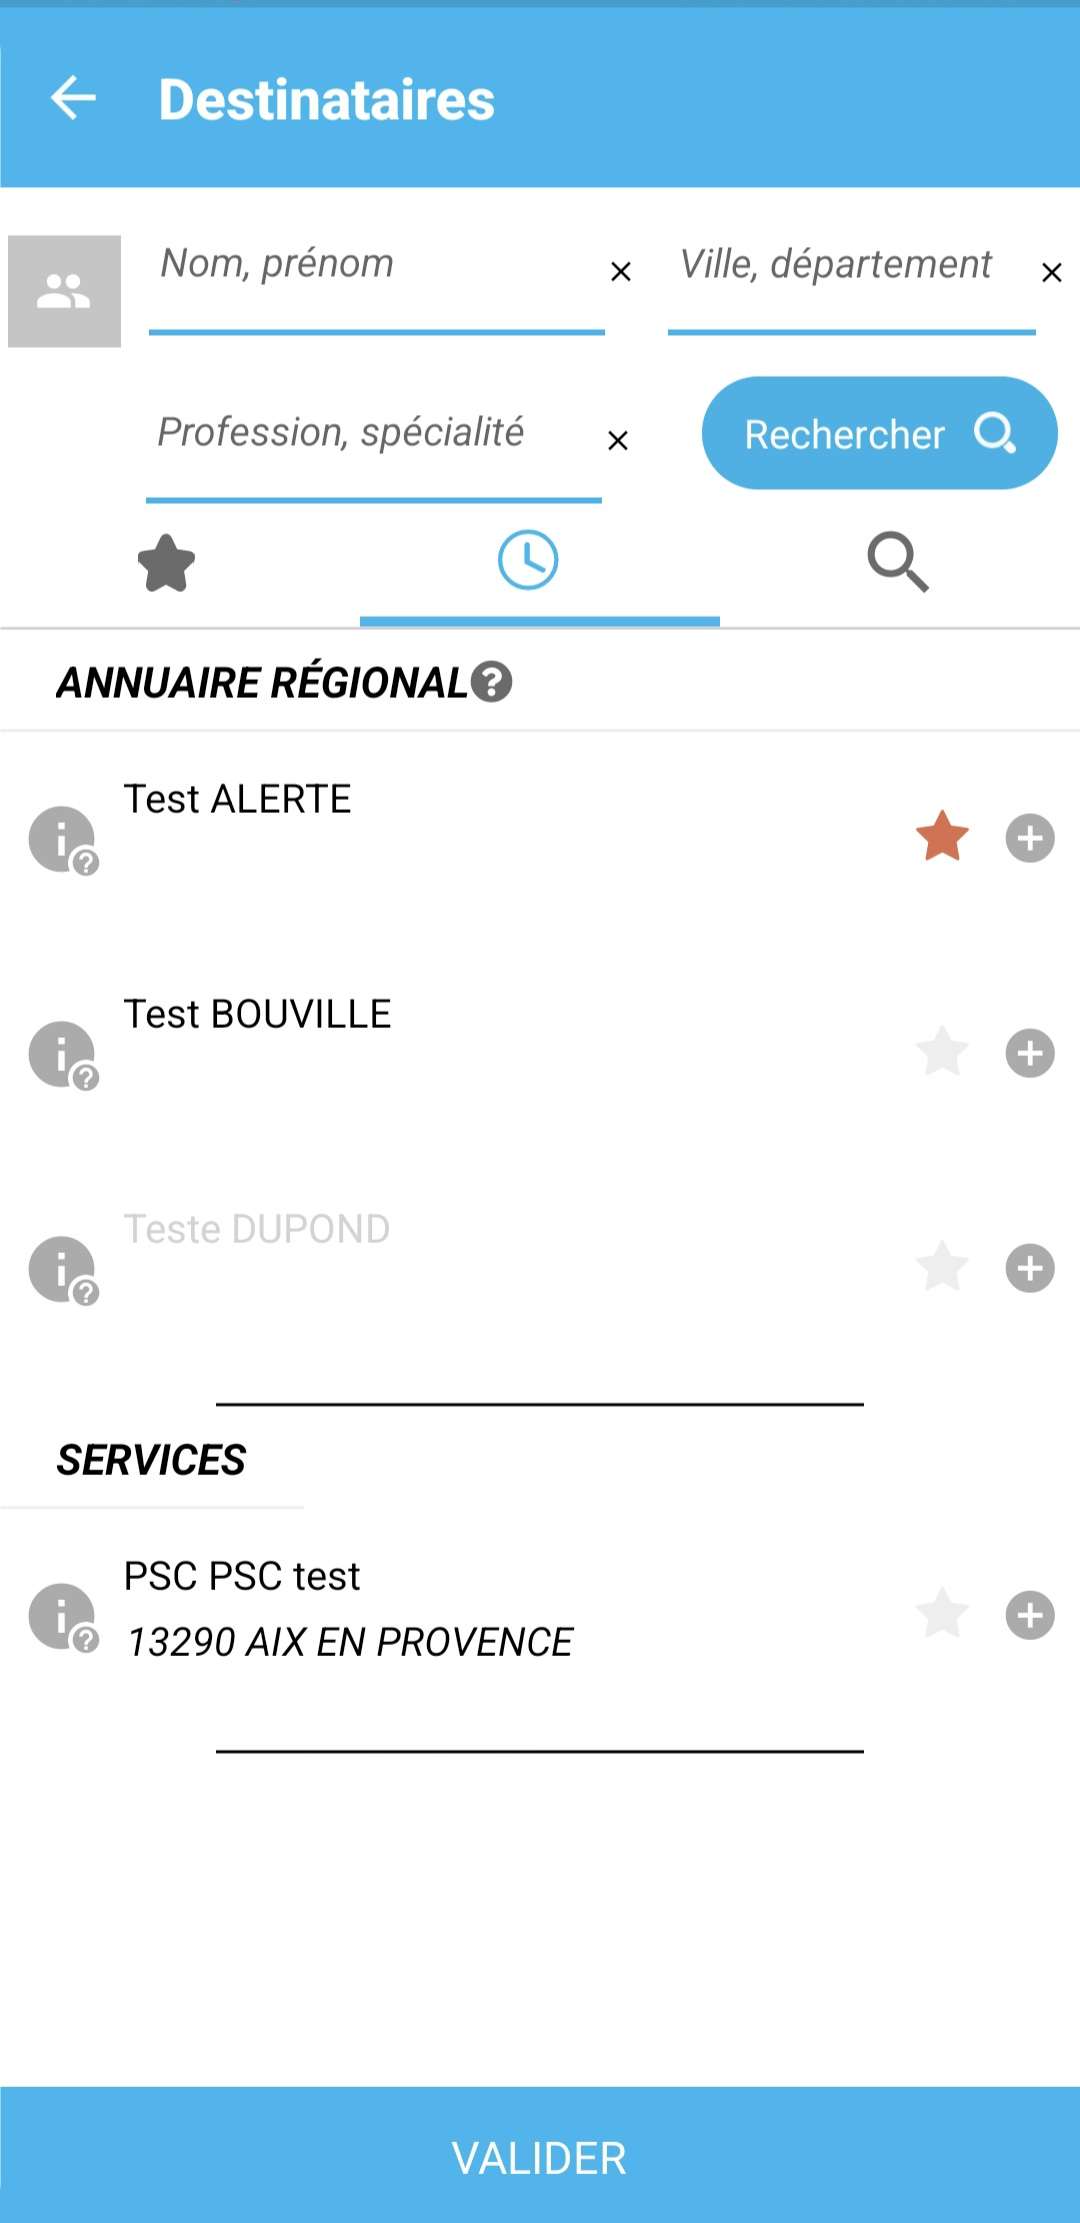 Destinataires
Nom, prénom
Ville, département
Profession, spécialité
Rechercher
ANNUAIRE RÉGIONAL
Test ALERTE
Test BOUVILLE
Teste DUPOND
SERVICES
PSC PSC test
13290 AIX EN PROVENCE
VALIDER